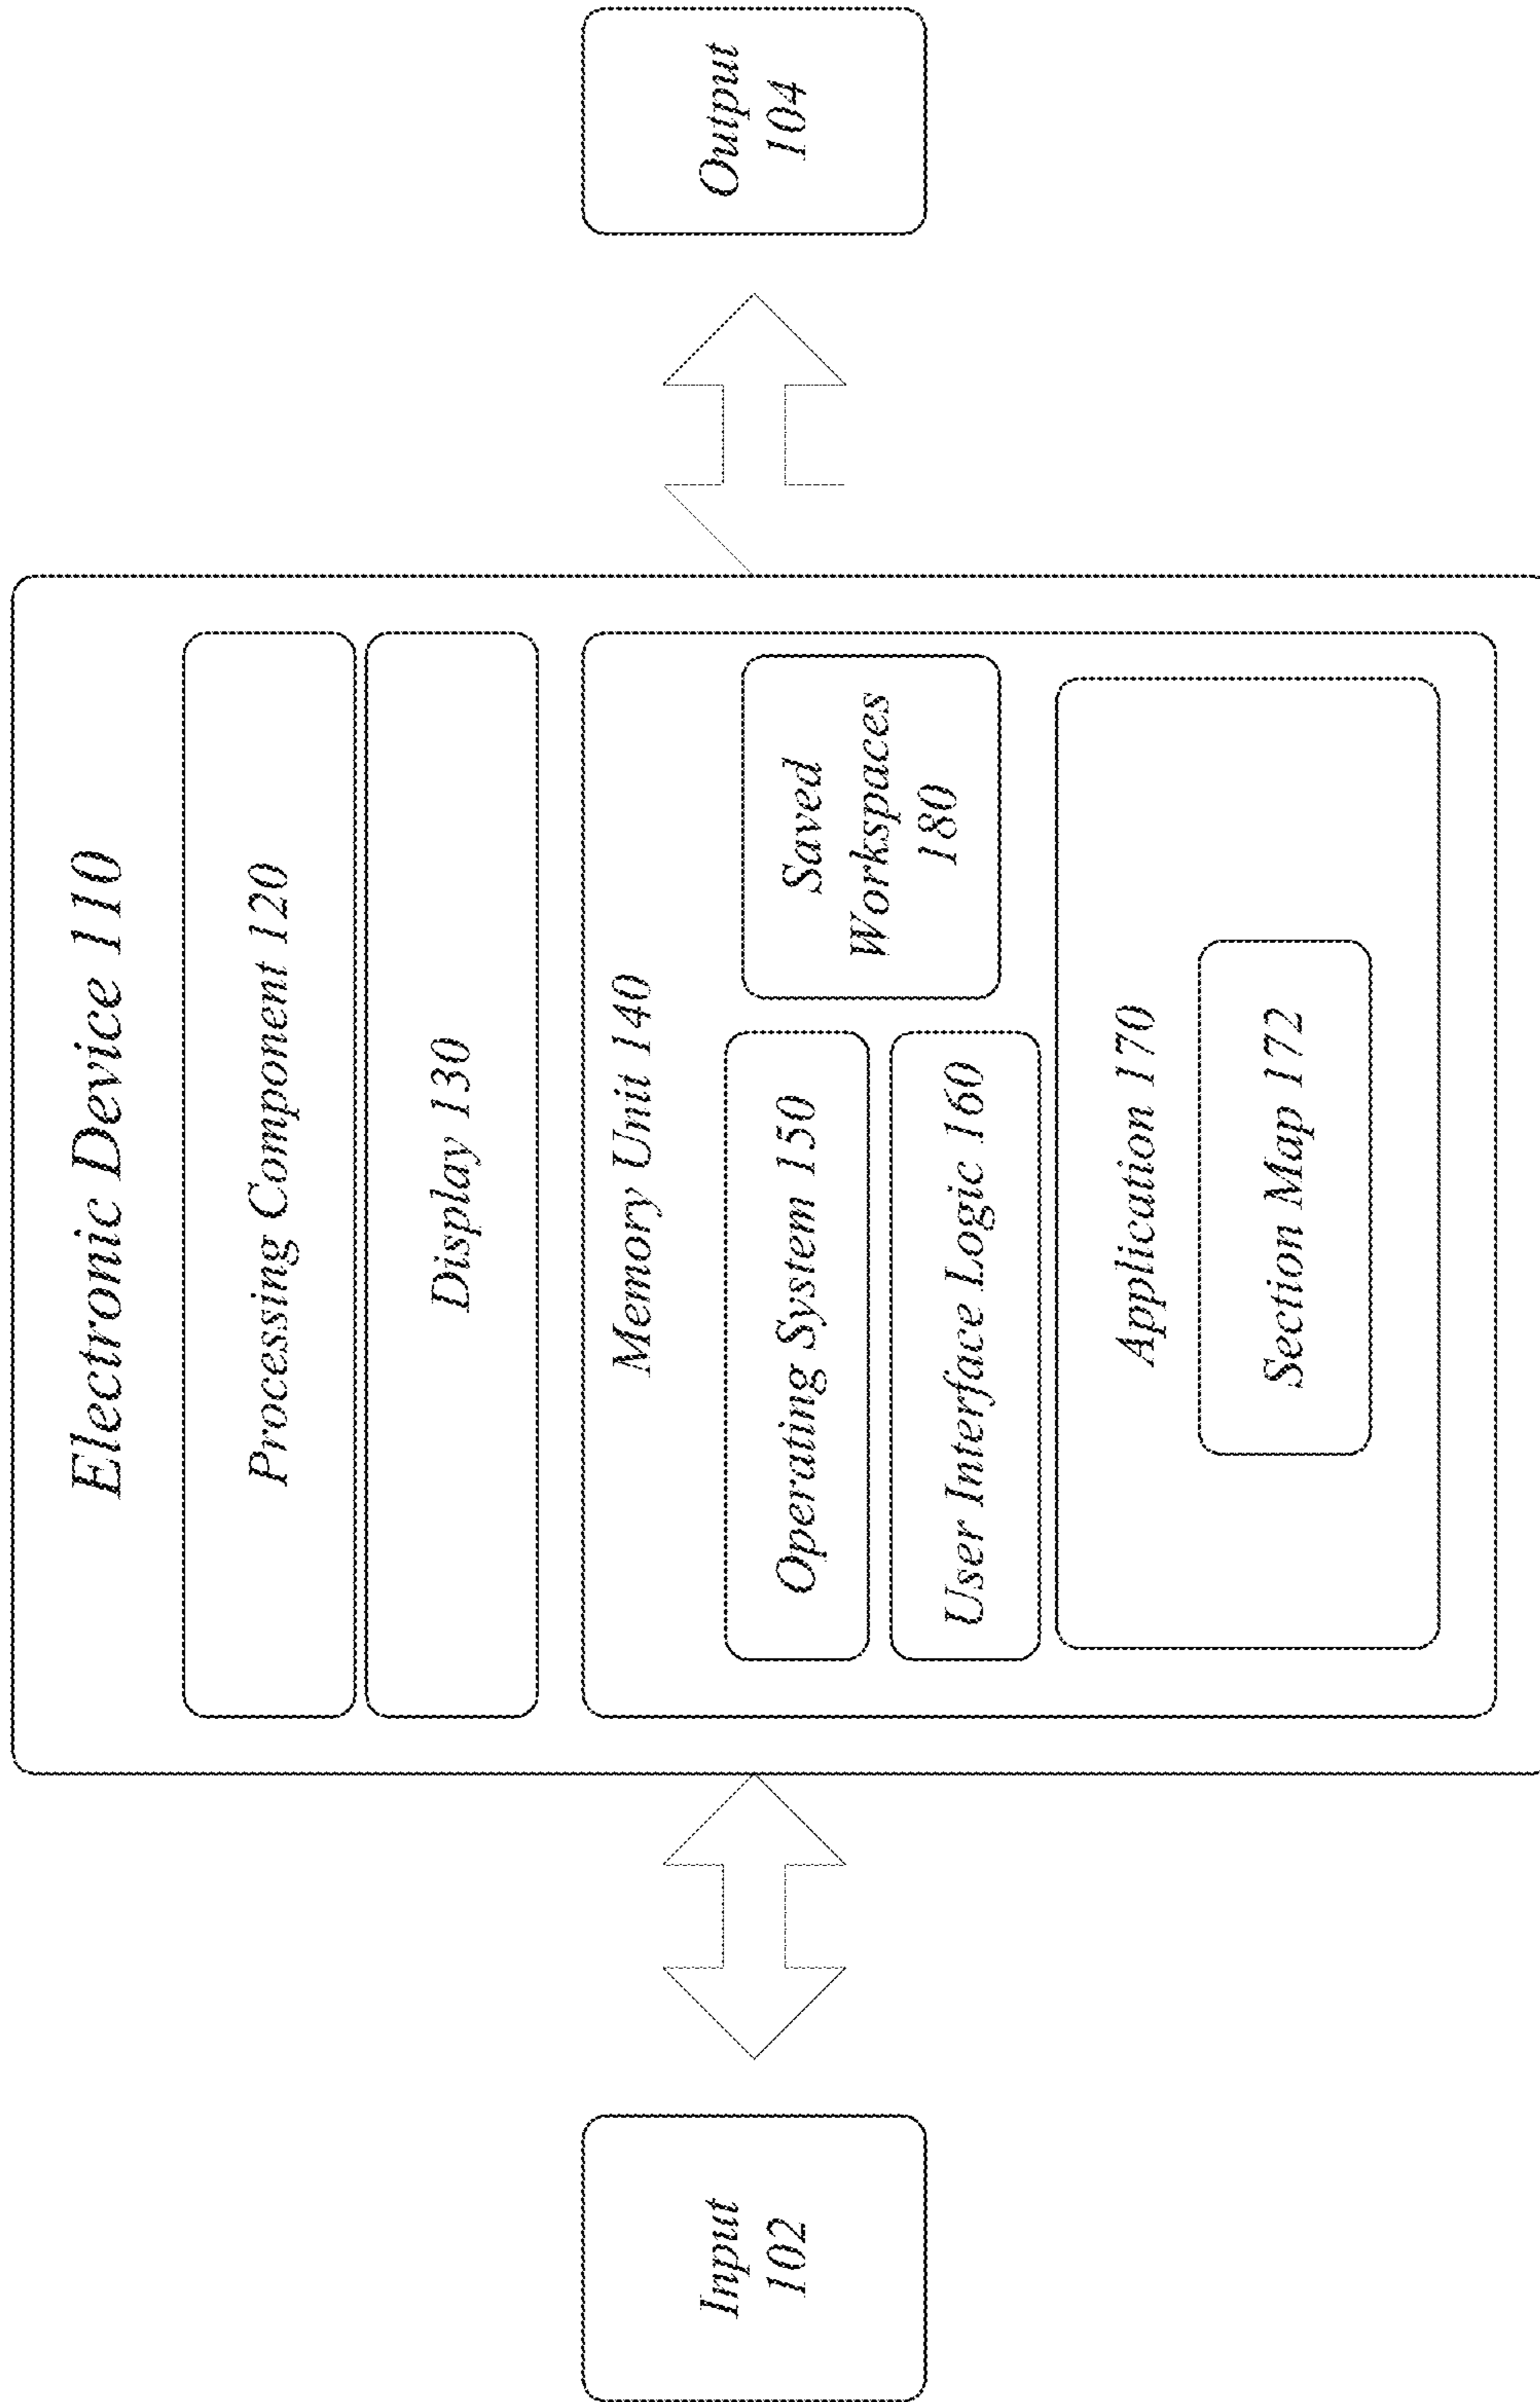 Electronic Device 110
Processing Component 120
Display 130
Memory Unit 140
Operating System 150
User Interface Logic 160
Saved
Workspaces
180
Application 170
Section Map 172
Input
102
Output
104